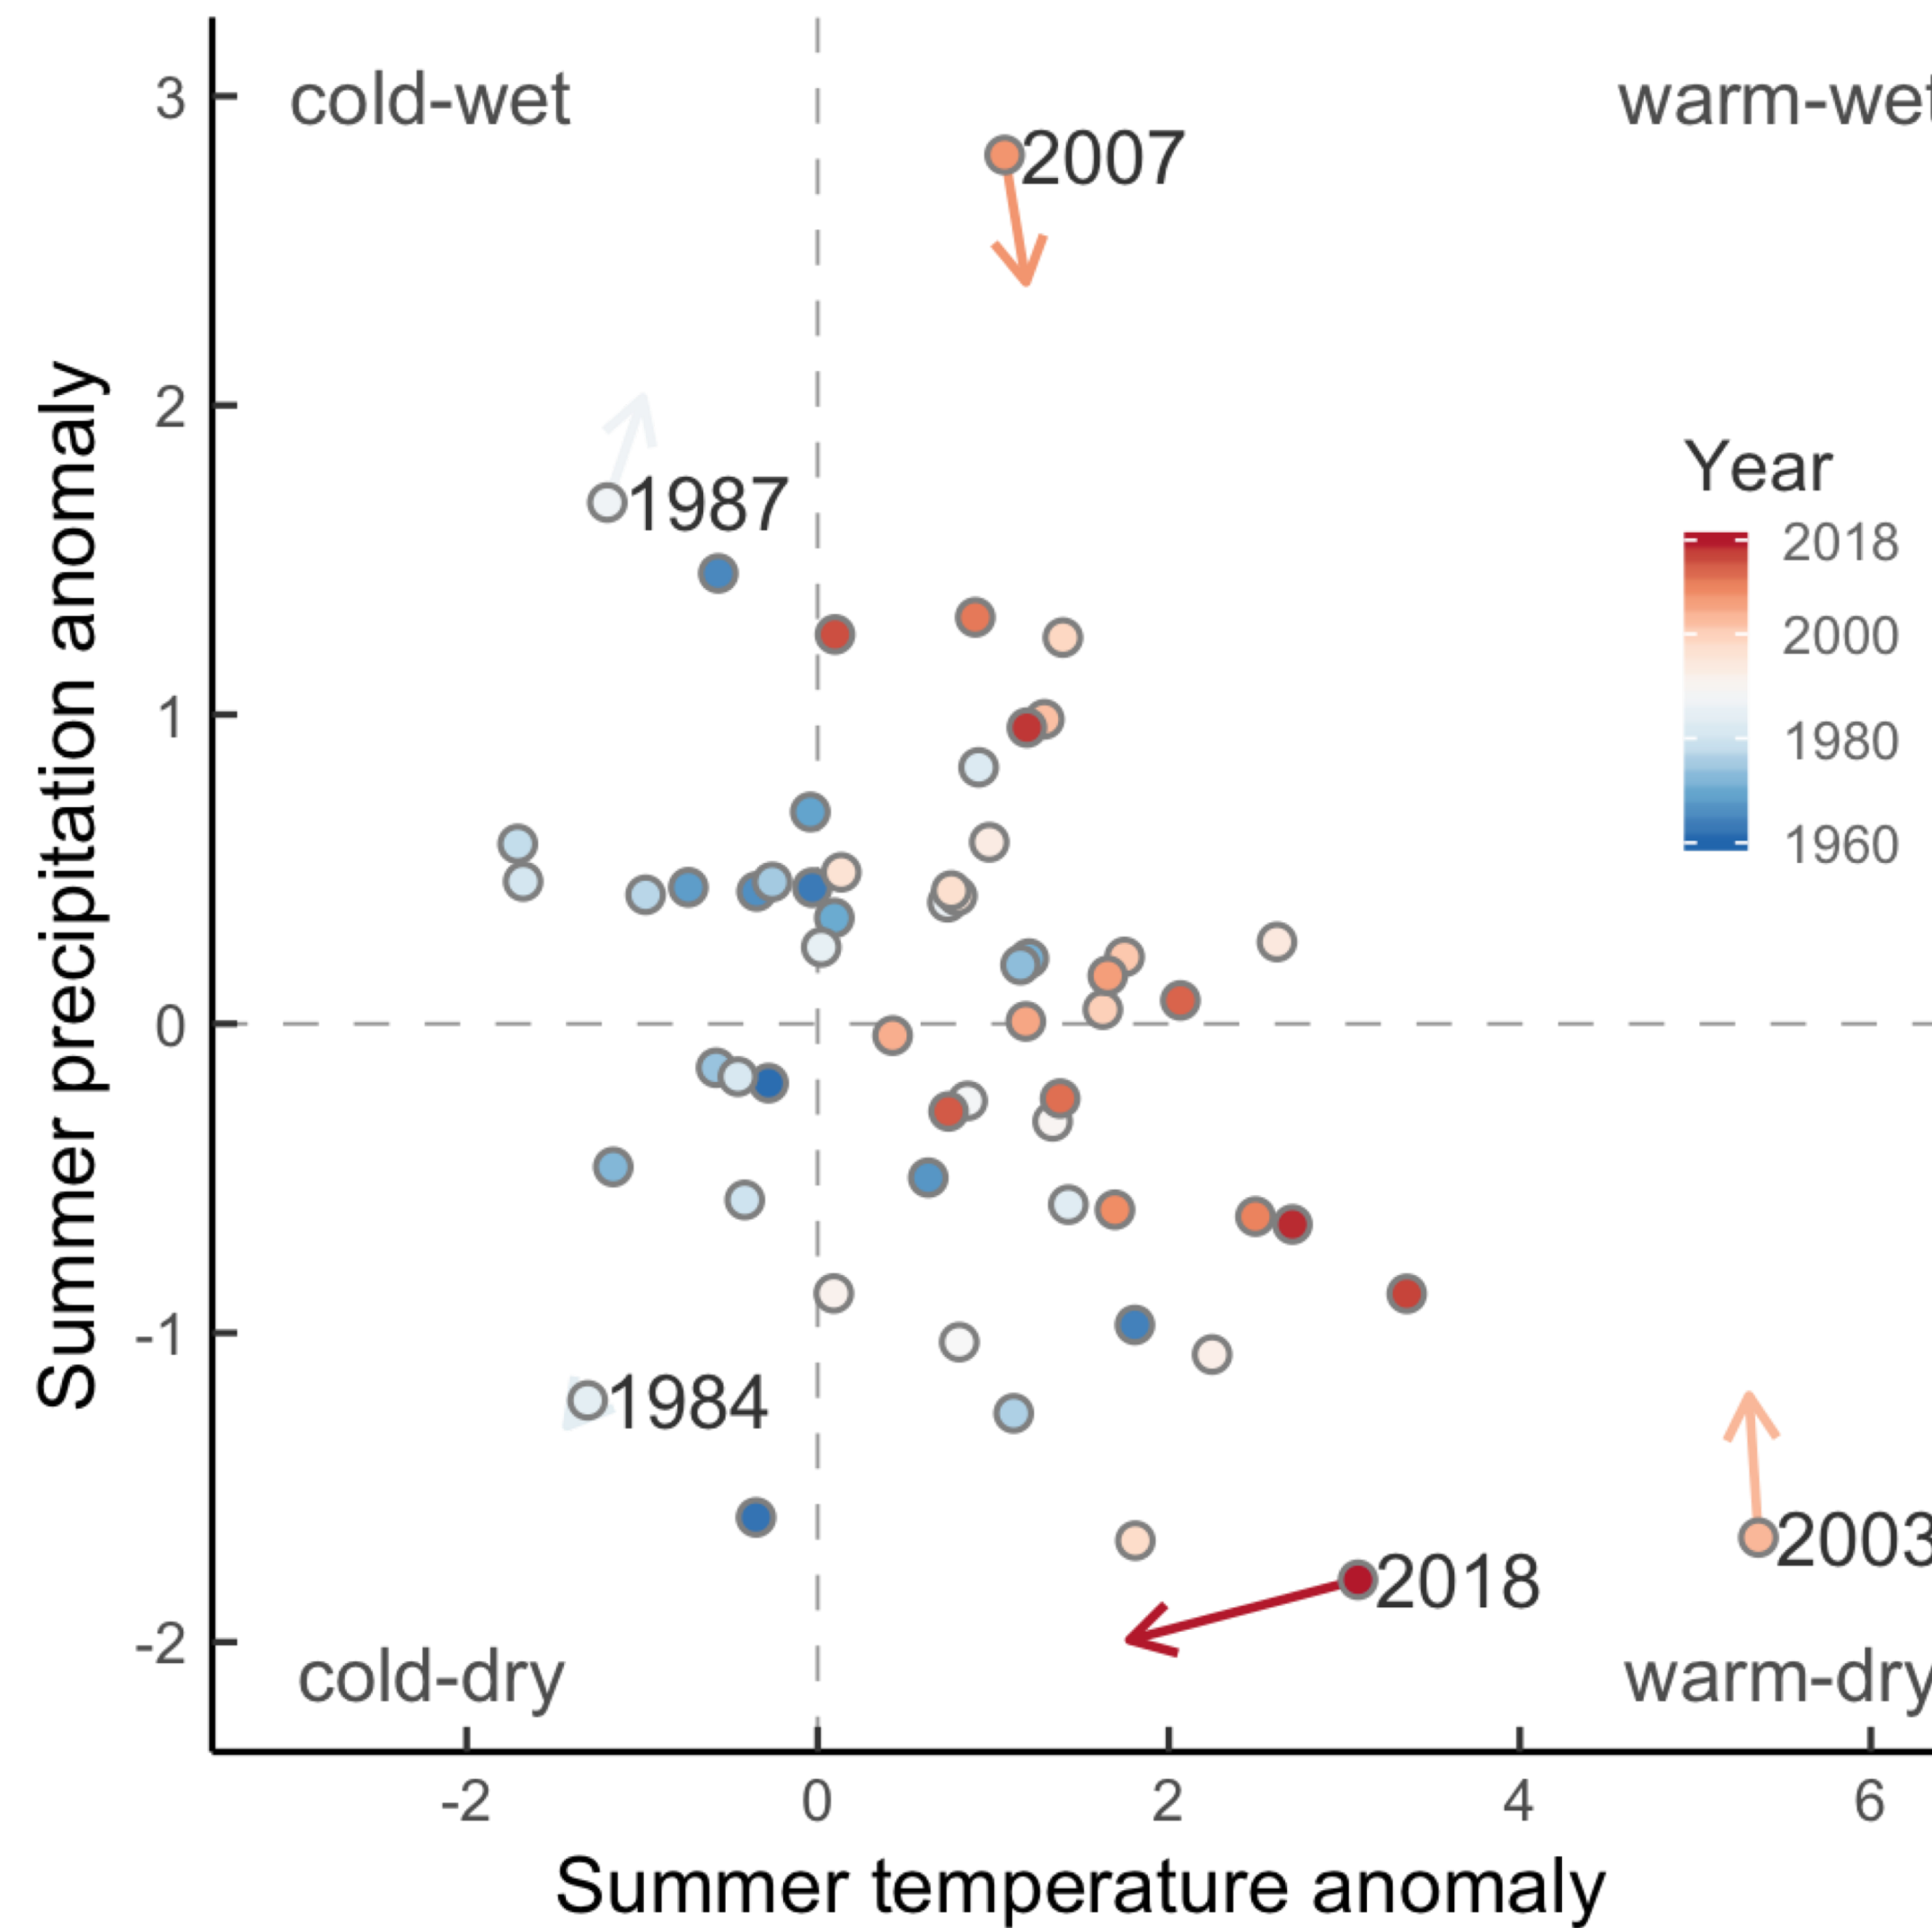 cold-wet
warm-wet
3
2
1
0
-1
-2
Summer precipitation anomaly
2007
1987
1984
2003
2018
Year
2018
2000
1980
1960
cold-dry
warm-dry
-2
0
2
4
6
Summer temperature anomaly